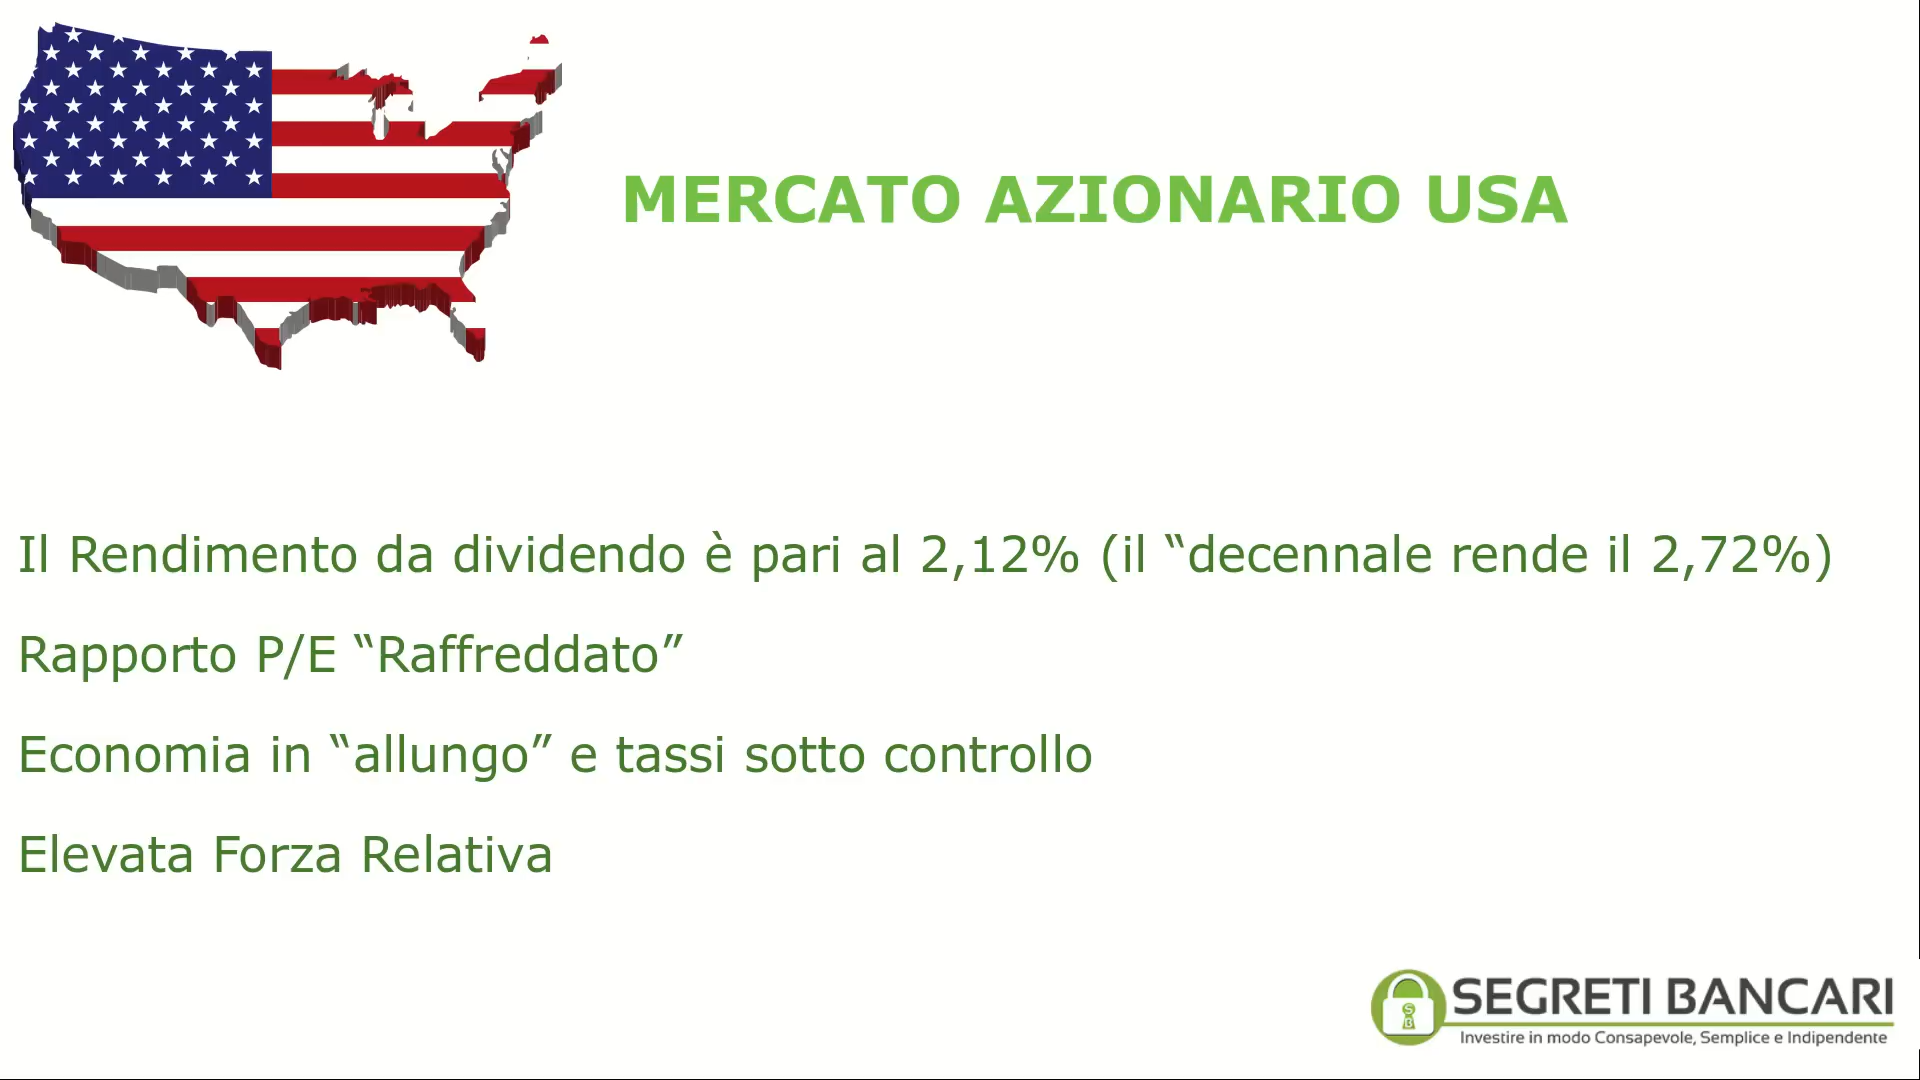 MERCATO AZIONARIO USA
Il Rendimento da dividendo è pari al 2,12% (il “decennale rende il 2,72%)
Rapporto P/E “Raffreddato”
Economia in “allungo” e tassi sotto controllo
Elevata Forza Relativa
SB
SEGRETI BANCARI
Investire in modo Consapevole, Semplice e Indipendente